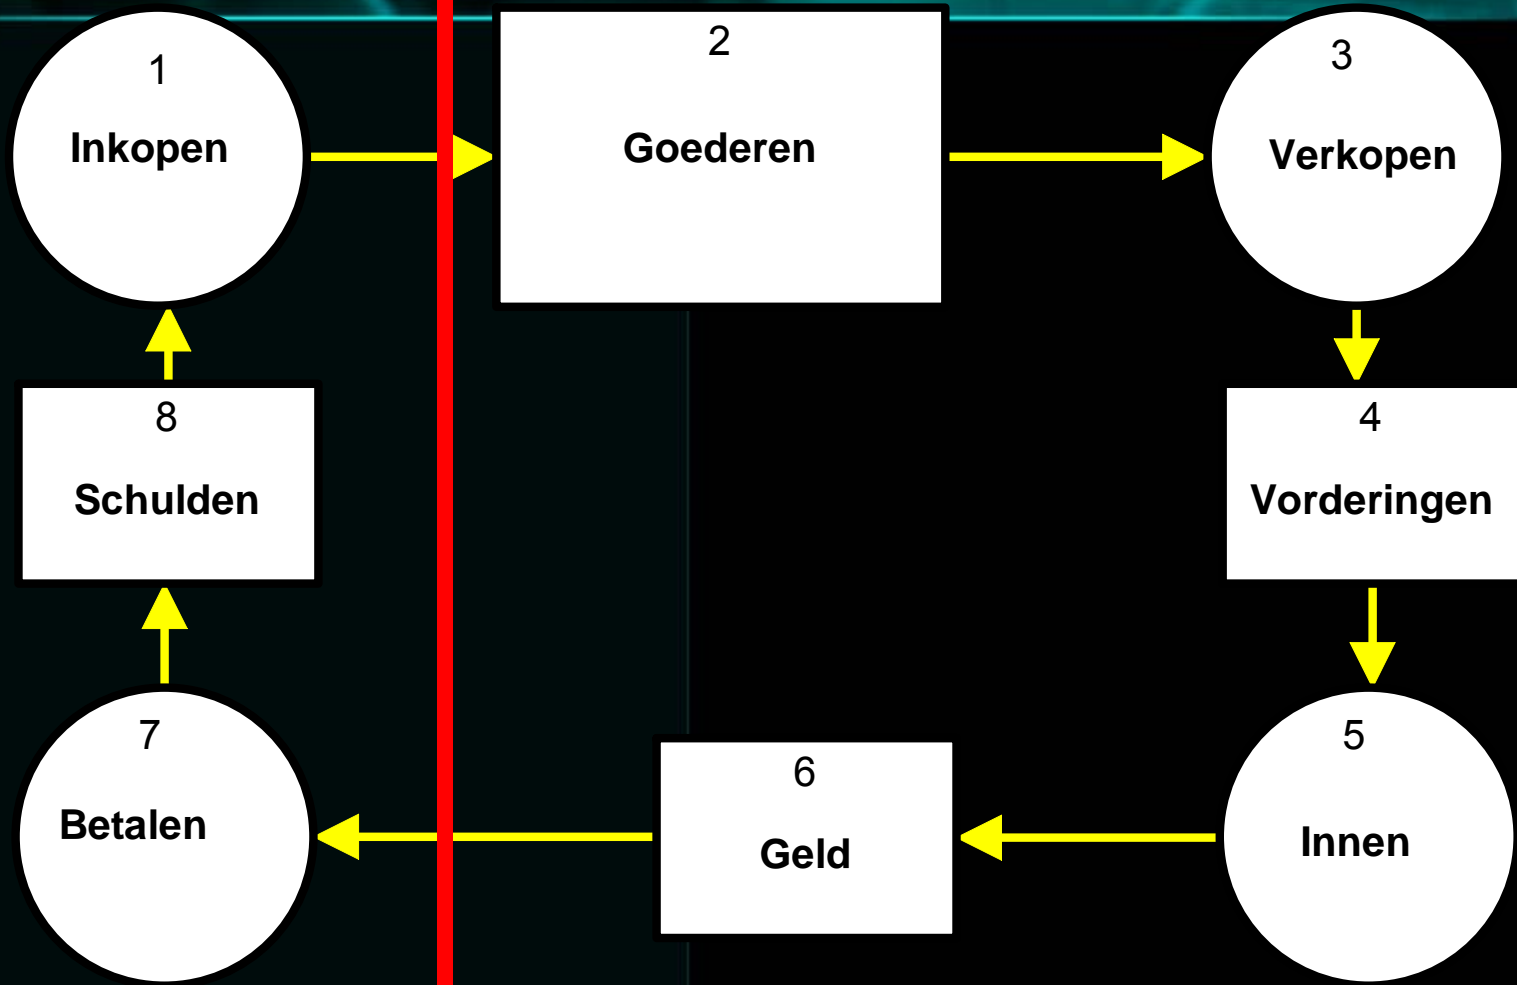 1
Inkopen
2
Goederen
3
Verkopen
4
Vorderingen
5
Innen
6
Geld
7
Betalen
8
Schulden